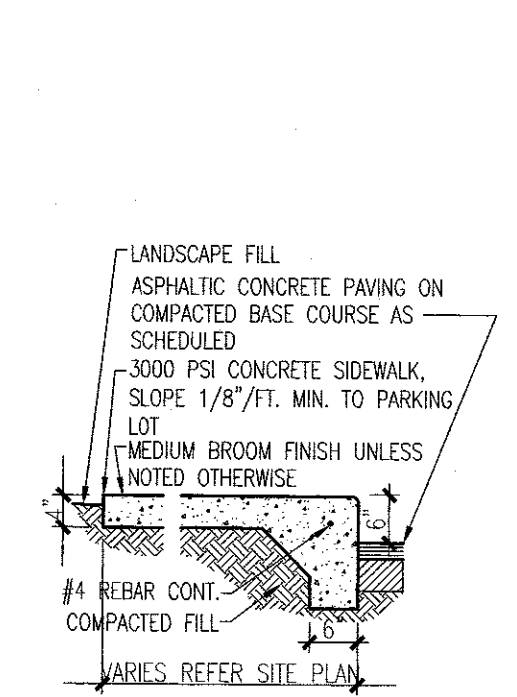 LANDSCAPE FILL
ASPHALTIC CONCRETE PAVING ON
COMPACTED BASE COURSE AS
SCHEDULED
3000 PSI CONCRETE SIDEWALK,
SLOPE 1/8"/FT. MIN. TO PARKING
LOT
MEDIUM BROOM FINISH UNLESS
NOTED OTHERWISE
4"
6"
#4 REBAR CONT.
COMPACTED FILL
6"
VARIES REFER SITE PLAN